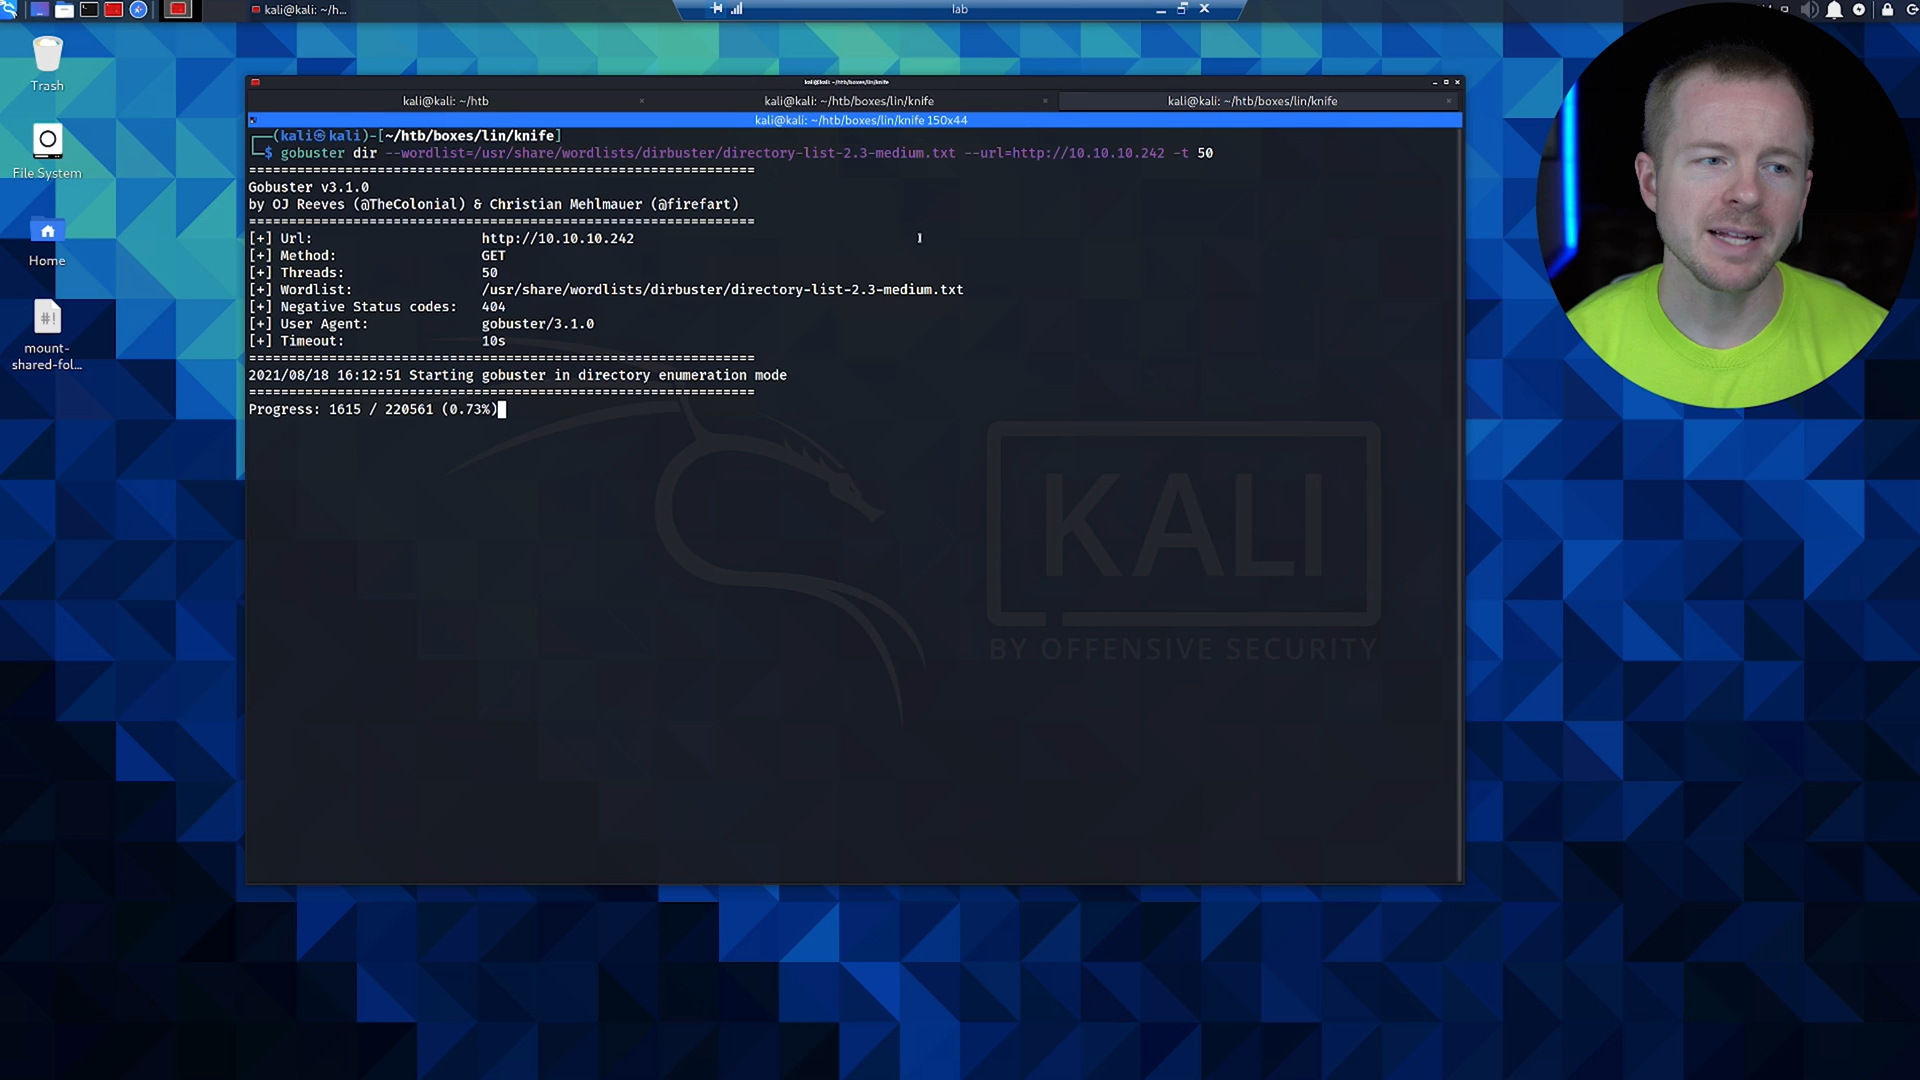 kali@kali: ~/h...
lab
Trash
File System
Home
#!
mount-
shared-fol...
kali@kali: ~/htb/boxes/lin/knife
kali@kali: ~/htb
kali@kali: ~/htb/boxes/lin/knife
kali@kali: ~/htb/boxes/lin/knife
kali@kali: ~/htb/boxes/lin/knife 150x44
┌──(kali㉿kali)-[~/htb/boxes/lin/knife]
└─$ gobuster dir --wordlist=/usr/share/wordlists/dirbuster/directory-list-2.3-medium.txt --url=http://10.10.10.242 -t 50
===============================================================
Gobuster v3.1.0
by OJ Reeves (@TheColonial) & Christian Mehlmauer (@firefart)
===============================================================
[+] Url: http://10.10.10.242
[+] Method: GET
[+] Threads: 50
[+] Wordlist: /usr/share/wordlists/dirbuster/directory-list-2.3-medium.txt
[+] Negative Status codes: 404
[+] User Agent: gobuster/3.1.0
[+] Timeout: 10s
===============================================================
2021/08/18 16:12:51 Starting gobuster in directory enumeration mode
===============================================================
Progress: 1615 / 220561 (0.73%)
KALI
BY OFFENSIVE SECURITY